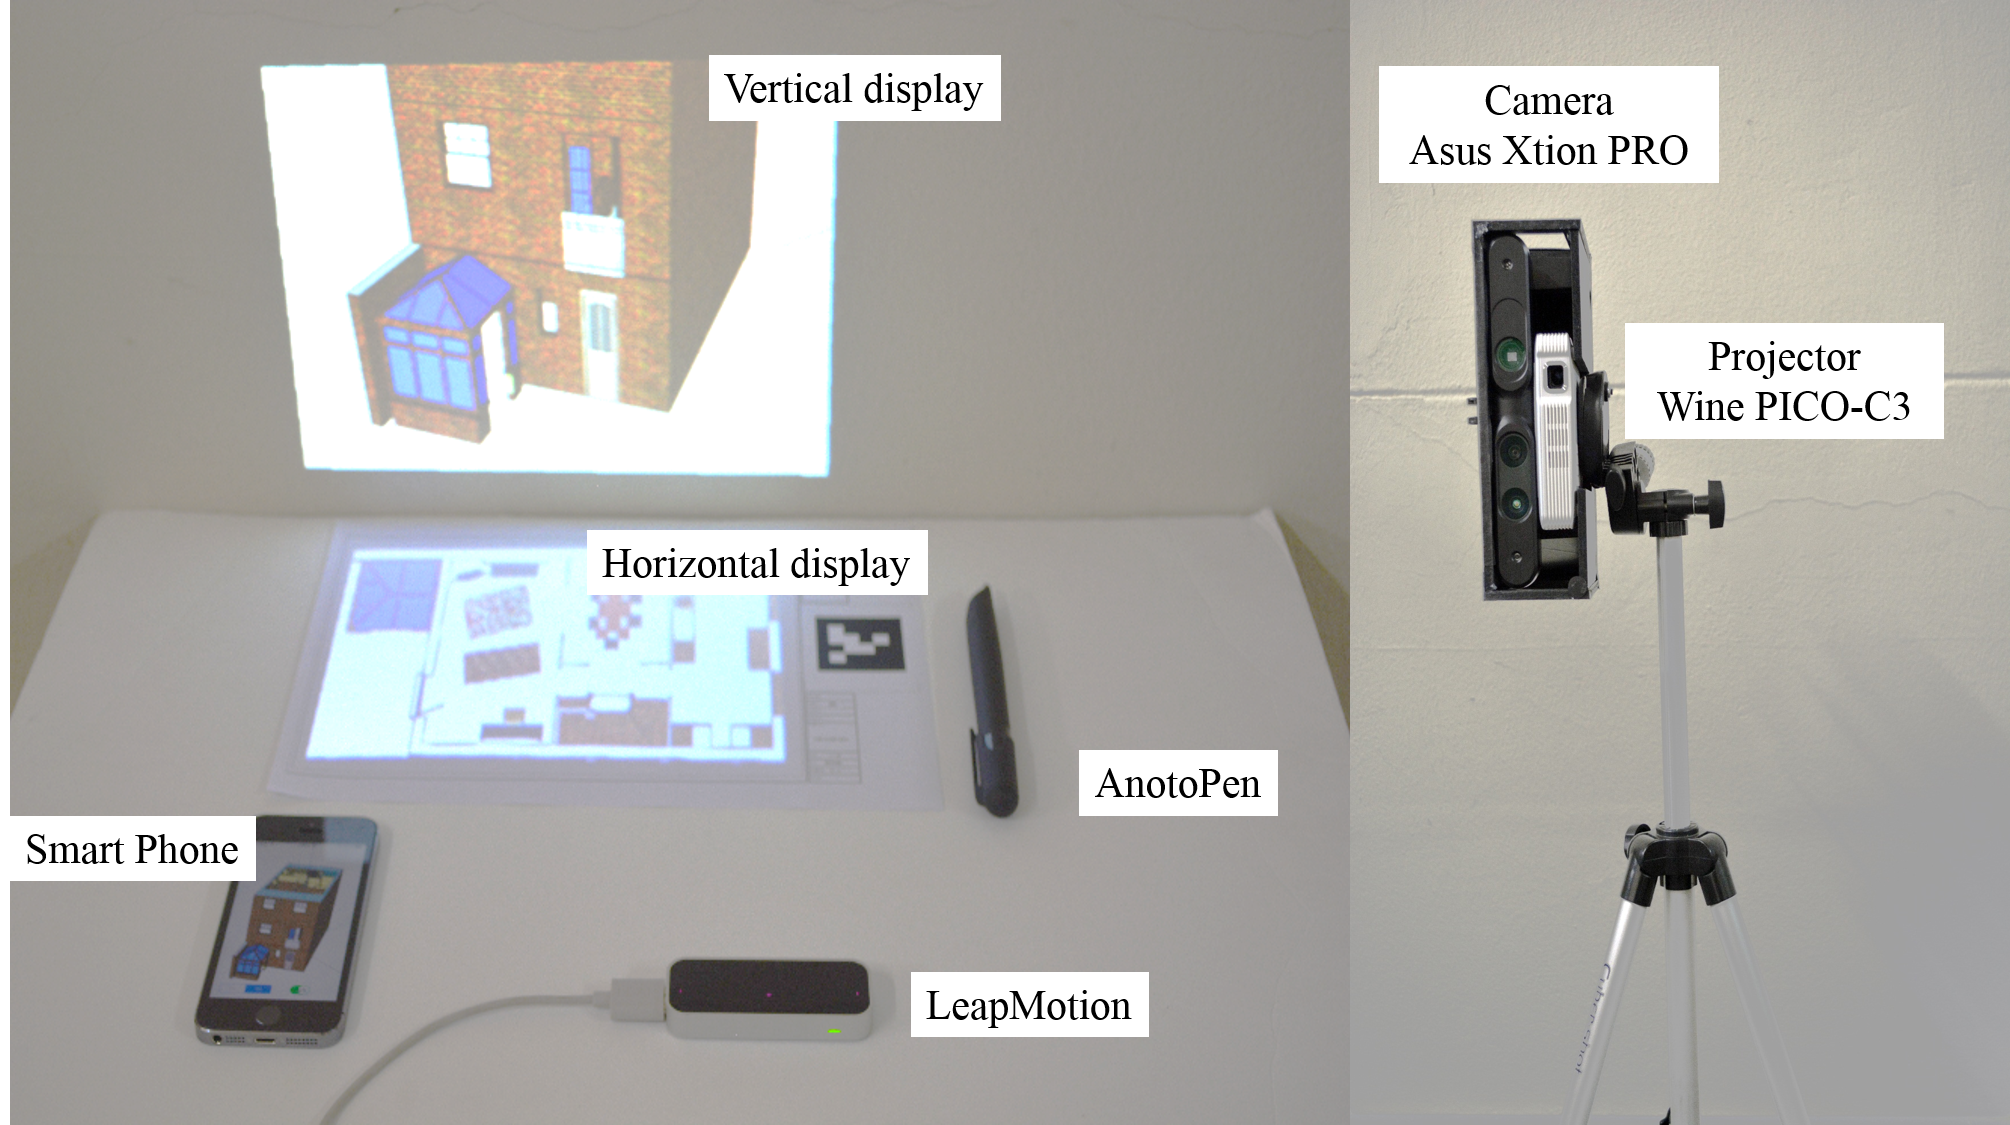 Vertical display
Horizontal display
AnotoPen
Smart Phone
LeapMotion
Camera
Asus Xtion PRO
Projector
Wine PICO-C3